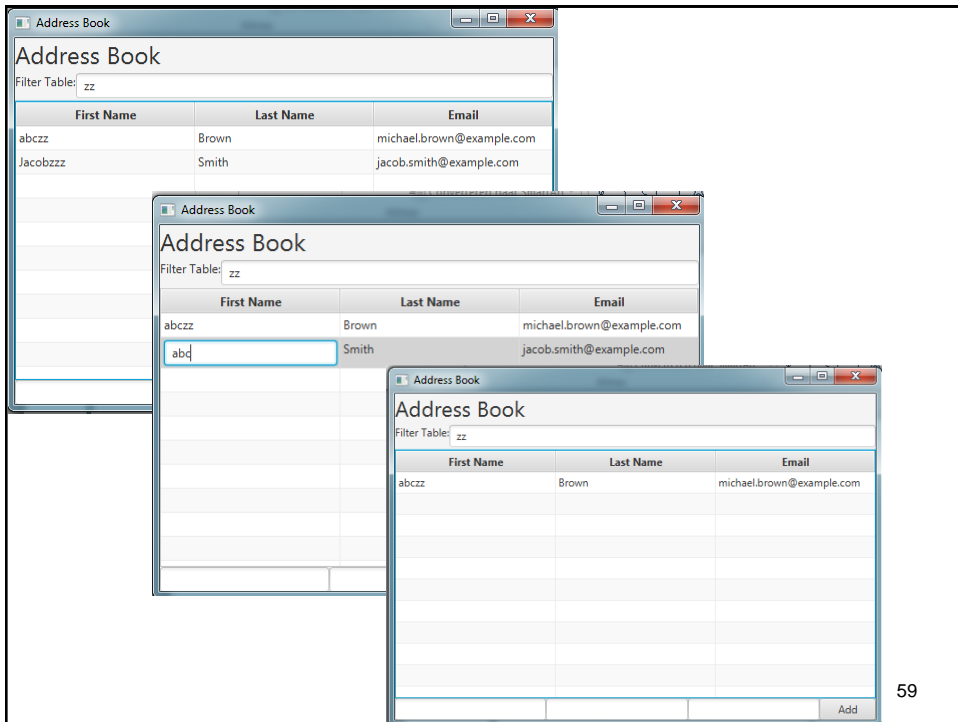 Address Book
Address Book
Filter Table: zz
First Name Last Name Email
abczz Brown michael.brown@example.com
Jacobzzz Smith jacob.smith@example.com
Address Book
Address Book
Filter Table: zz
First Name Last Name Email
abczz Brown michael.brown@example.com
abc Smith jacob.smith@example.com
Address Book
Address Book
Filter Table: zz
First Name Last Name Email
abczz Brown michael.brown@example.com
Add
59